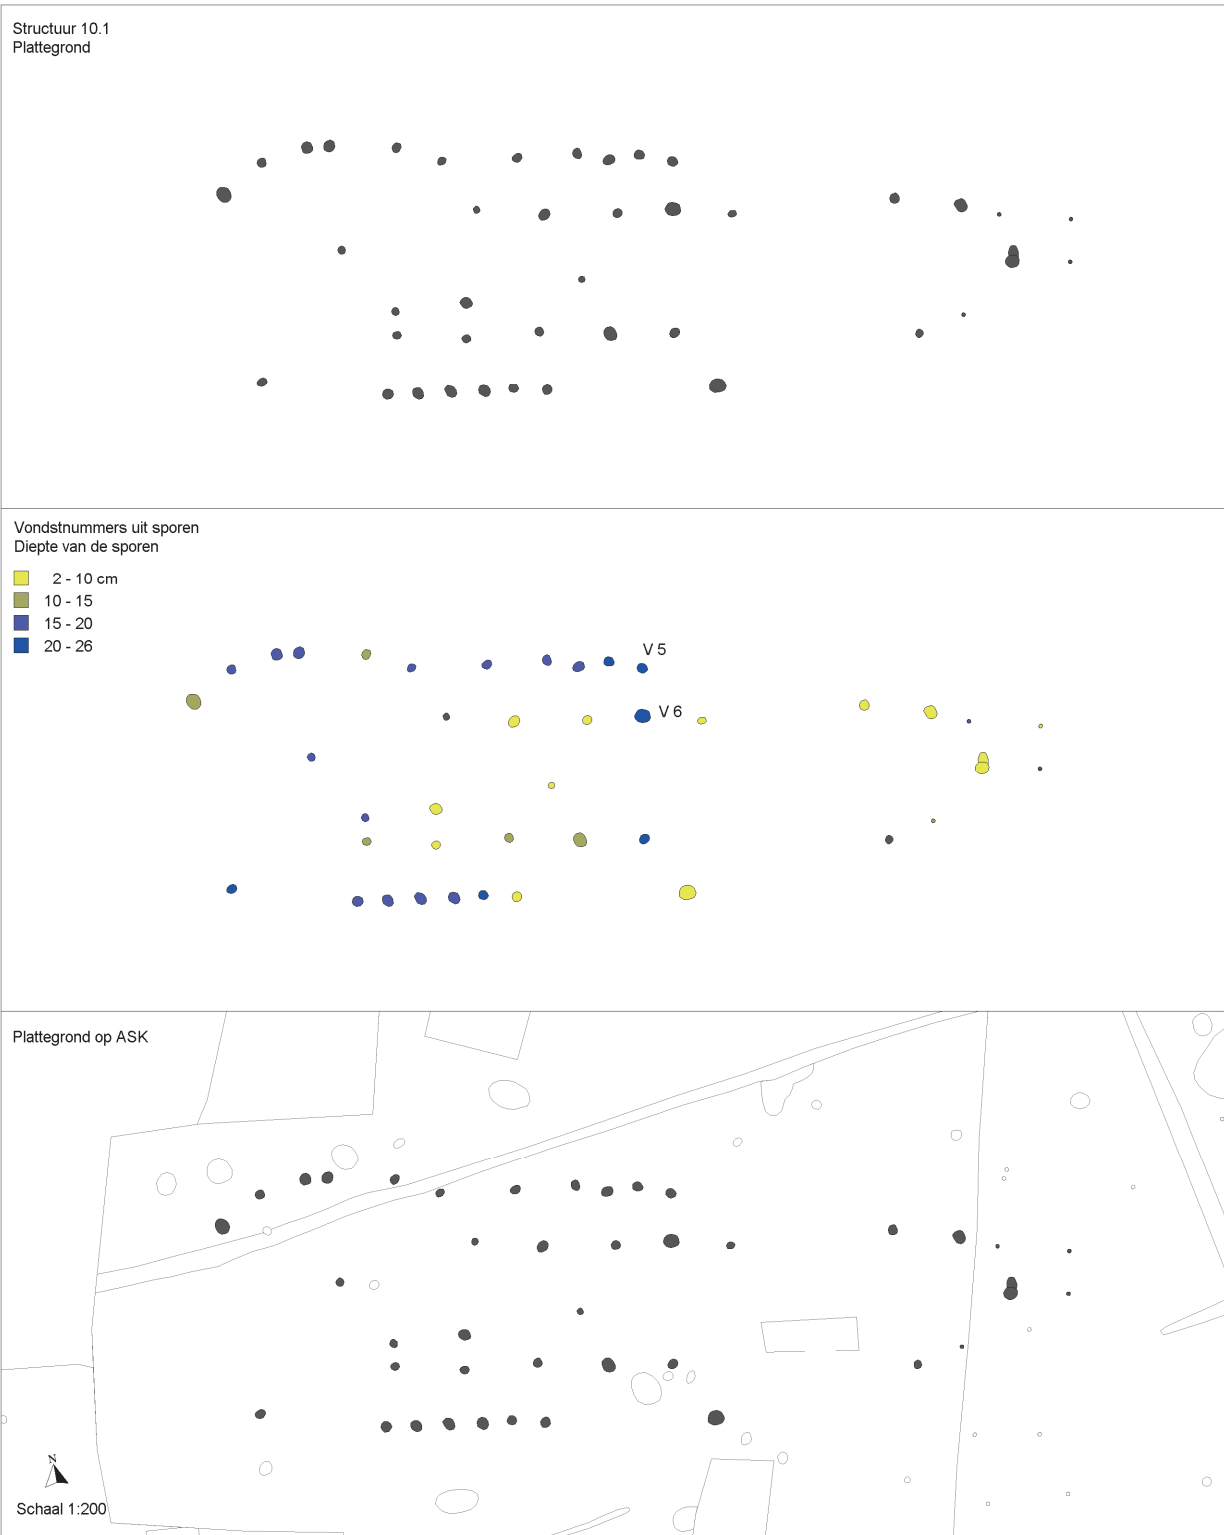 Structuur 10.1
Plattegrond
Vondstnummers uit sporen
Diepte van de sporen
2 - 10 cm
10 - 15
15 - 20
20 - 26
V 5
V 6
Plattegrond op ASK
N
Schaal 1:200